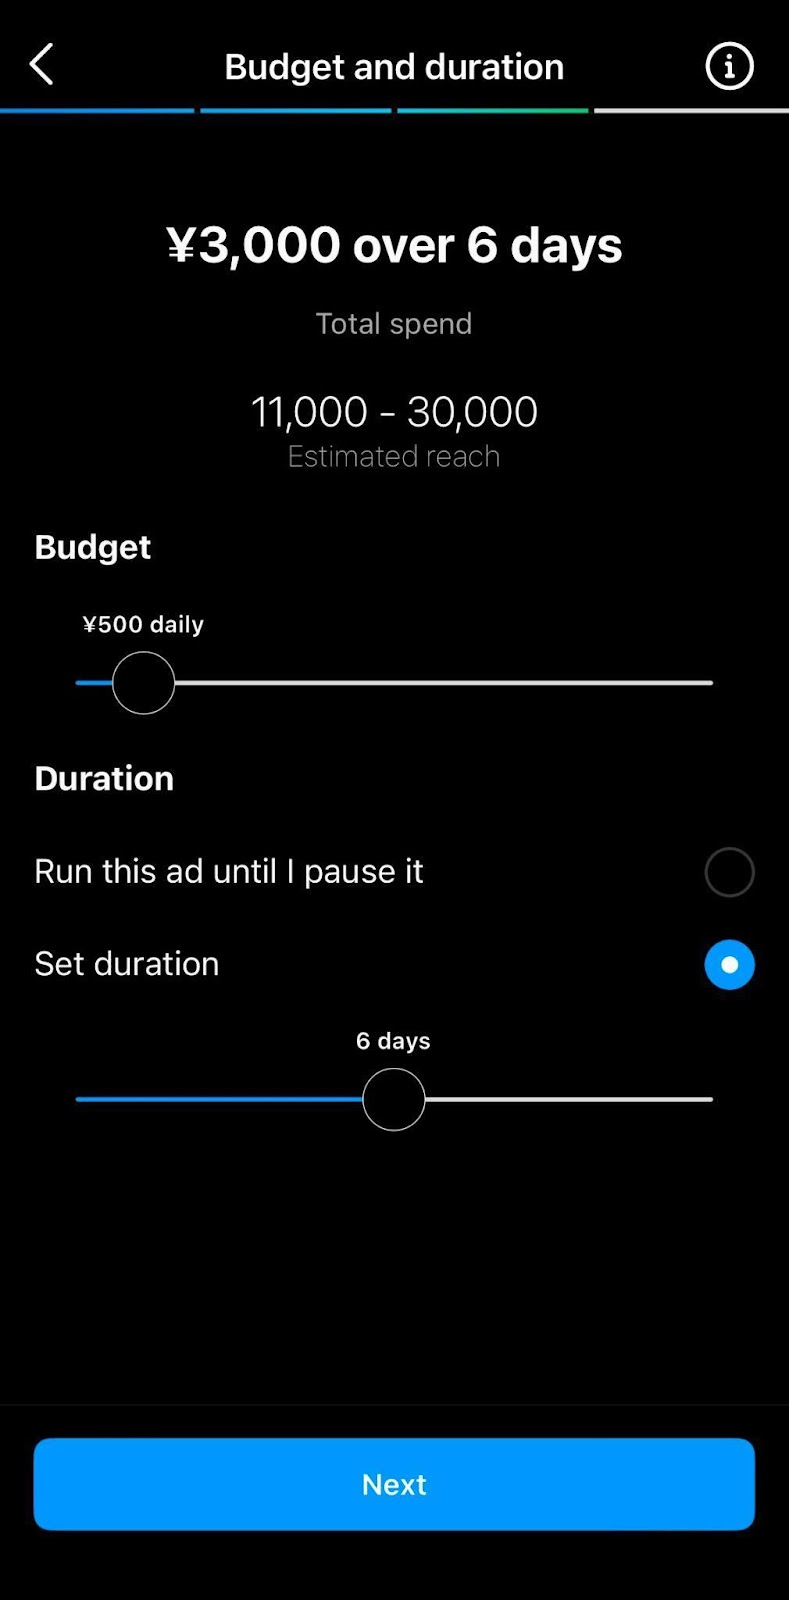 Budget and duration
¥3,000 over 6 days
Total spend
11,000 - 30,000
Estimated reach
Budget
¥500 daily
Duration
Run this ad until I pause it
Set duration
6 days
Next